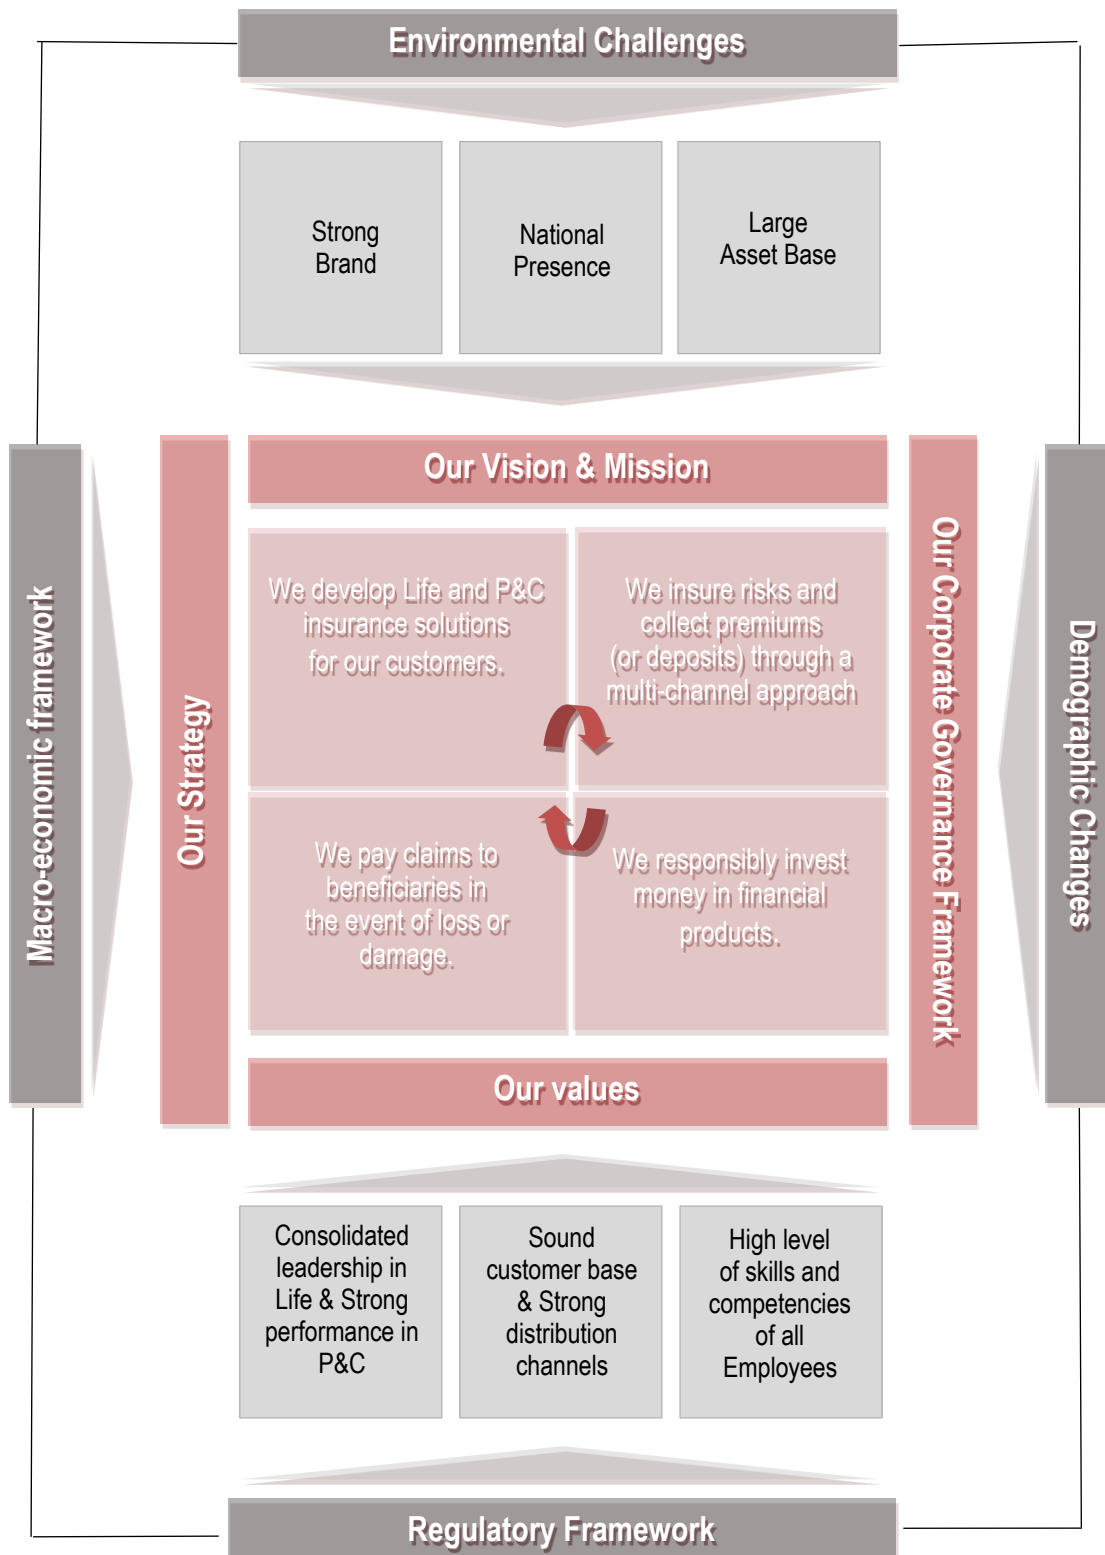 Environmental Challenges
Strong
Brand
National
Presence
Large
Asset Base
Macro-economic framework
Our Strategy
Our Vision & Mission
We develop Life and P&C
insurance solutions
for our customers.
We insure risks and
collect premiums
(or deposits) through a
multi-channel approach
We pay claims to
beneficiaries in
the event of loss or
damage.
We responsibly invest
money in financial
products.
Our values
Our Corporate Governance Framework
Demographic Changes
Consolidated
leadership in
Life & Strong
performance in
P&C
Sound
customer base
& Strong
distribution
channels
High level
of skills and
competencies
of all
Employees
Regulatory Framework